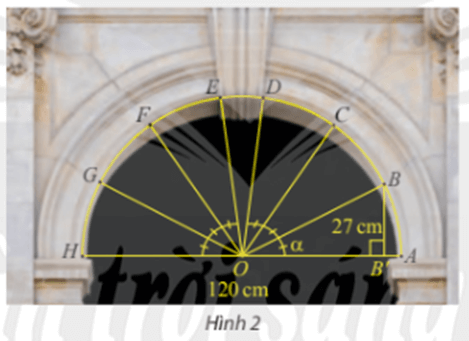 E D
F C
G B
27 cm
H α
O B' A
120 cm
Hình 2